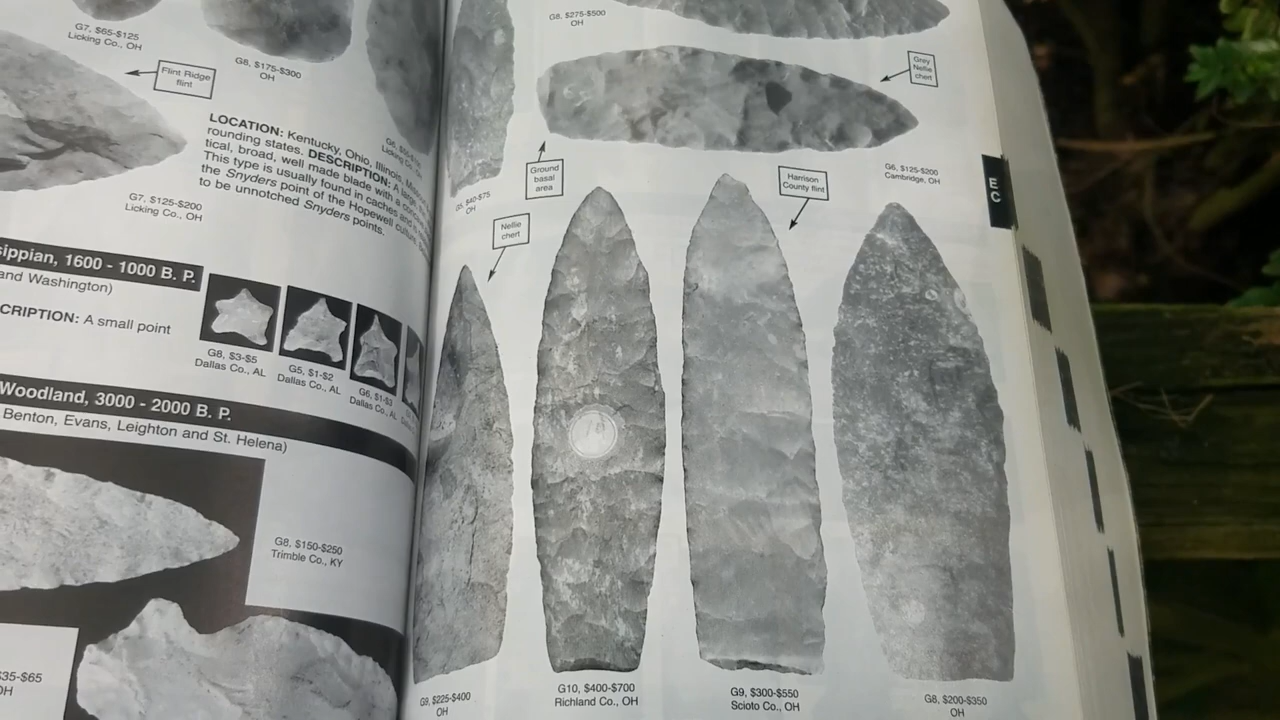 G7, $65-$125
Licking Co., OH
G8, $175-$300
OH
Flint Ridge
flint
LOCATION: Kentucky, Ohio, Illinois,
rounding states. DESCRIPTION: A large,
tical, broad, well made blade with a
This type is usually found in caches and is
the Snyders point of the Hopewell culture.
to be unnotched Snyders points.
G7, $125-$200
Licking Co., OH
sippian, 1600 - 1000 B. P.
and Washington)
CRIPTION: A small point
G8, $3-$5
Dallas Co., AL
G5, $1-$2
Dallas Co., AL
G6, $1-$3
Dallas Co., AL
Woodland, 3000 - 2000 B. P.
Benton, Evans, Leighton and St. Helena)
G8, $150-$250
Trimble Co., KY
$35-$65
OH
G8, $275-$500
OH
Grey
Nellie
chert
Ground
basal
area
G5, $40-$75
OH
Harrison
County flint
G6, $125-$200
Cambridge, OH
E
C
Nellie
chert
G9, $225-$400
OH
G10, $400-$700
Richland Co., OH
G9, $300-$550
Scioto Co., OH
G8, $200-$350
OH